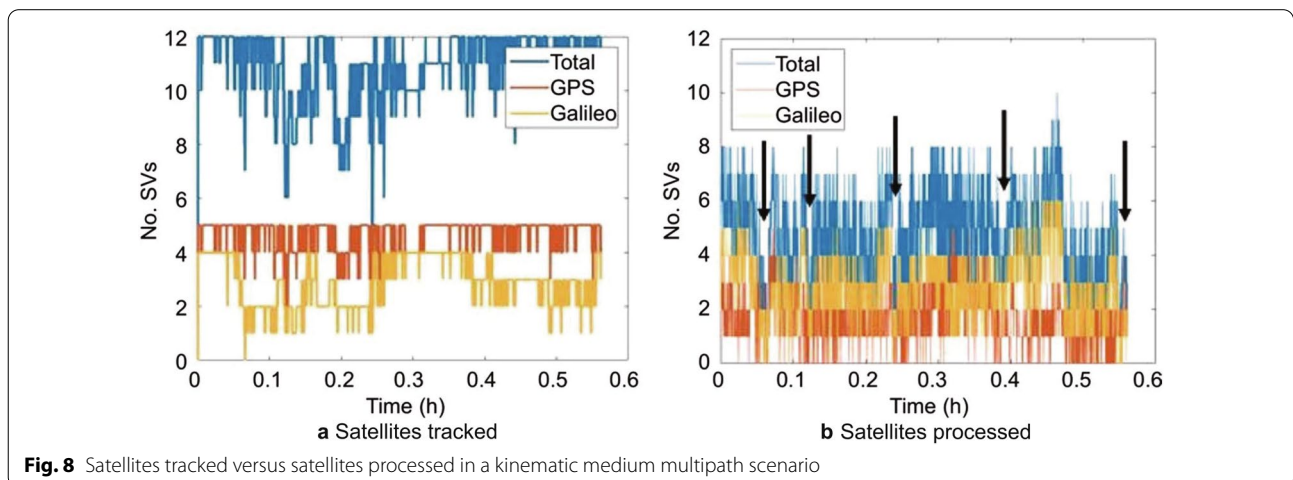 12
10
8
6
4
2
0
No. SVs
Total
GPS
Galileo
0 0.1 0.2 0.3 0.4 0.5 0.6
Time (h)
a Satellites tracked
12
10
8
6
4
2
0
No. SVs
Total
GPS
Galileo
0 0.1 0.2 0.3 0.4 0.5 0.6
Time (h)
b Satellites processed
Fig. 8 Satellites tracked versus satellites processed in a kinematic medium multipath scenario